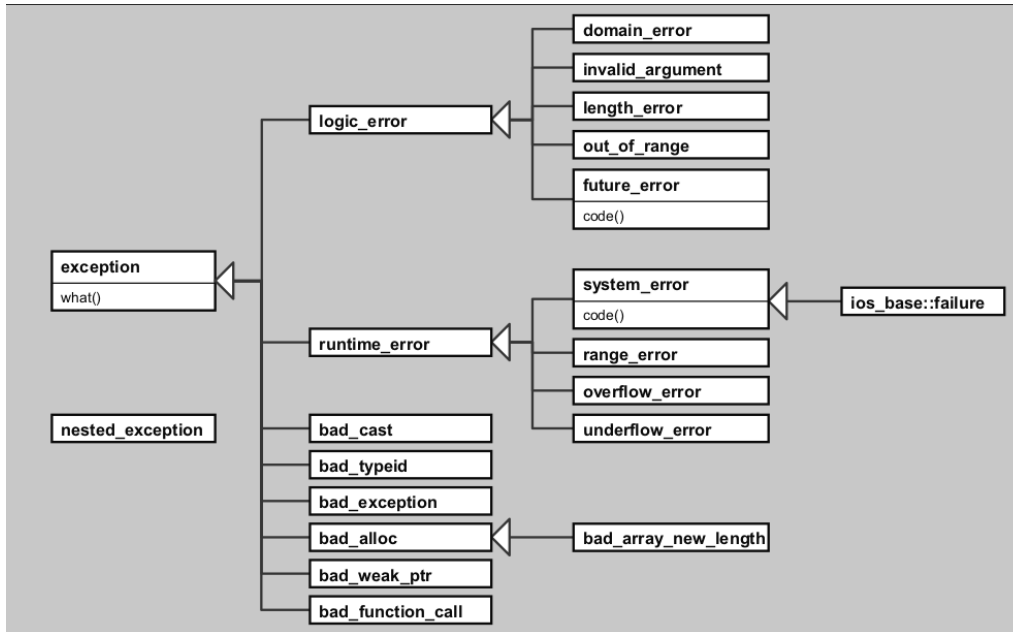 exception
what()
nested_exception
logic_error
runtime_error
bad_cast
bad_typeid
bad_exception
bad_alloc
bad_weak_ptr
bad_function_call
domain_error
invalid_argument
length_error
out_of_range
future_error
code()
system_error
code()
range_error
overflow_error
underflow_error
bad_array_new_length
ios_base::failure